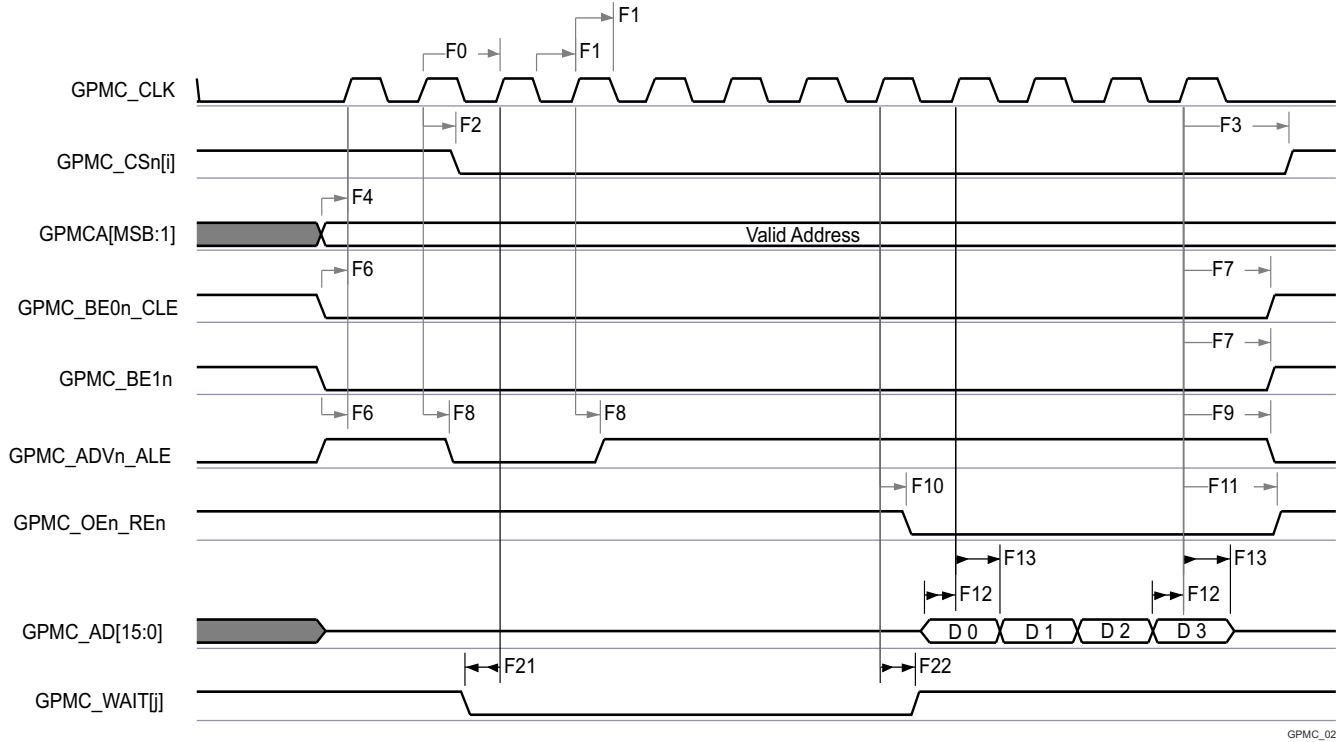 F1
F0 F1
GPMC_CLK
F2 F3
GPMC_CSn[i]
F4
GPMCA[MSB:1] Valid Address
F6 F7
GPMC_BE0n_CLE
F7
GPMC_BE1n
F6 F8 F8 F9
GPMC_ADVn_ALE
F10 F11
GPMC_OEn_REn
F13 F13
F12 F12
GPMC_AD[15:0] D 0 D 1 D 2 D 3
F21 F22
GPMC_WAIT[j]
GPMC_02